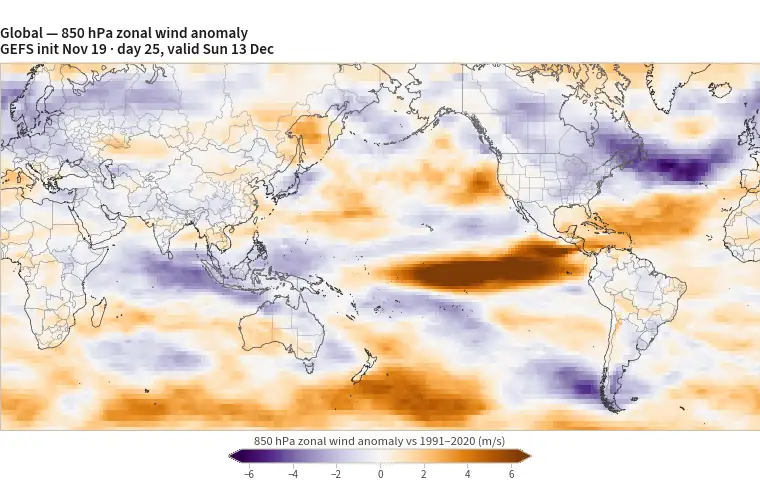 Global — 850 hPa zonal wind anomaly
GEFS init Nov 19 · day 25, valid Sun 13 Dec
850 hPa zonal wind anomaly vs 1991−2020 (m/s)
−6 −4 −2 0 2 4 6